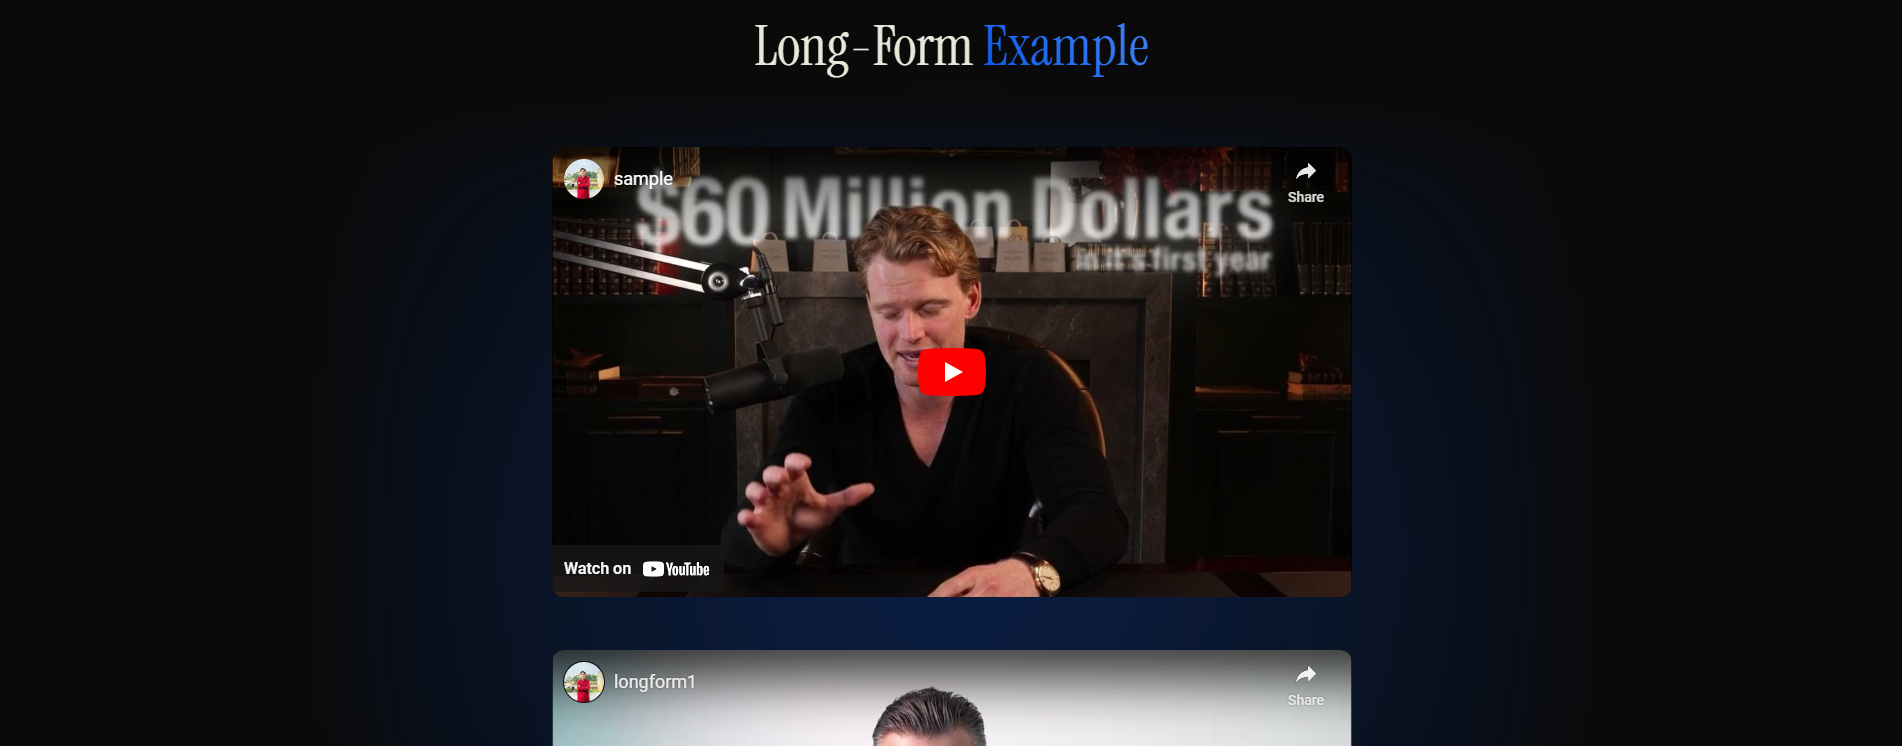 Long-Form Example
sample
Share
$60 Million Dollars
in it's first year
Watch on YouTube
longform1
Share